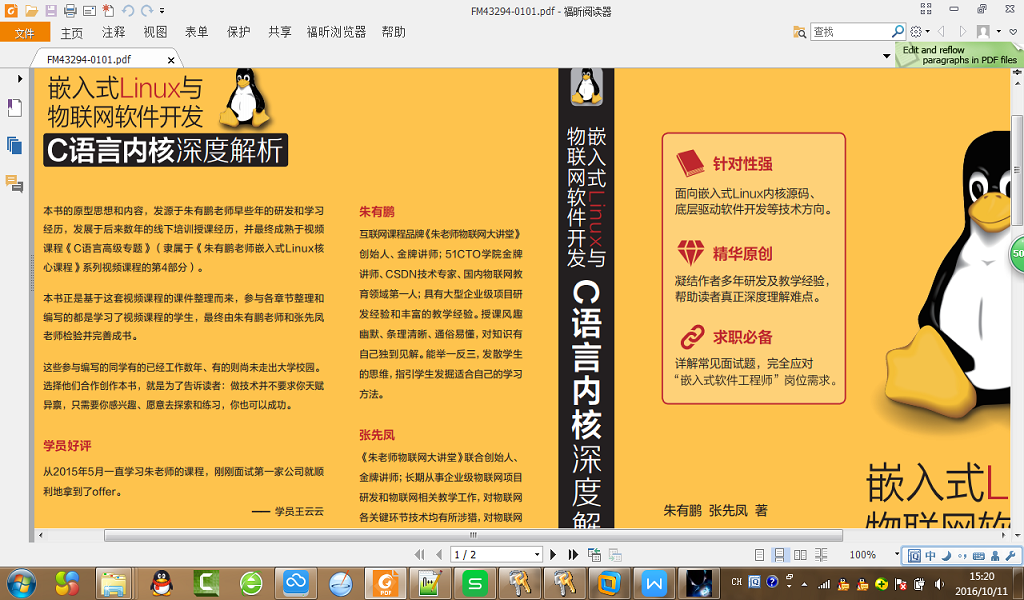 FM43294-0101.pdf - 福昕阅读器
文件 主页 注释 视图 表单 保护 共享 福昕阅览器 帮助
查找
FM43294-0101.pdf
Edit and reflow
paragraphs in PDF files
嵌入式Linux与
物联网软件开发
C语言内核深度解析
本书的原型思想和内容，发源于朱有鹏老师早些年的研发和学习
经历，发展于后来数年的线下培训授课经历，并最终成熟于视频
课程《C语言高级专题》（隶属于《朱有鹏老师嵌入式Linux核
心课程》系列视频课程的第4部分）。
本书正是基于这套视频课程的课件整理而来，参与各章节整理和
编写的都是学习了视频课程的学生，最终由朱有鹏老师和张先凤
老师检验并完善成书。
这些参与编写的同学有的已经工作数年、有的则尚未走出大学校园。
选择他们合作创作本书，就是为了告诉读者：做技术并不要求你天赋
异禀，只需要你感兴趣、愿意去探索和练习，你也可以成功。
学员好评
从2015年5月一直学习朱老师的课程，刚刚面试第一家公司就顺
利地拿到了offer。
—— 学员王云云
朱有鹏
互联网课程品牌《朱老师物联网大讲堂》
创始人、金牌讲师；51CTO学院金牌
讲师、CSDN技术专家、国内物联网教
育领域第一人；具有大型企业级项目研
发经验和丰富的教学经验。授课风趣
幽默、条理清晰、通俗易懂，对知识有
自己独到见解。能举一反三，发散学生
的思维，指引学生发掘适合自己的学习
方法。
张先凤
《朱老师物联网大讲堂》联合创始人、
金牌讲师；长期从事企业级物联网项目
研发和物联网相关教学工作，对物联网
各关键环节技术均有所涉猎，对物联网
嵌入式Linux与
物联网软件开发
C语言内核深度解
针对性强
面向嵌入式Linux内核源码、
底层驱动软件开发等技术方向。
精华原创
凝结作者多年研发及教学经验，
帮助读者真正深度理解难点。
求职必备
详解常见面试题，完全应对
“嵌入式软件工程师”岗位需求。
朱有鹏 张先凤 著
嵌入式L
物联网软
50
1 / 2
100%
中
CH
15:20
2016/10/11